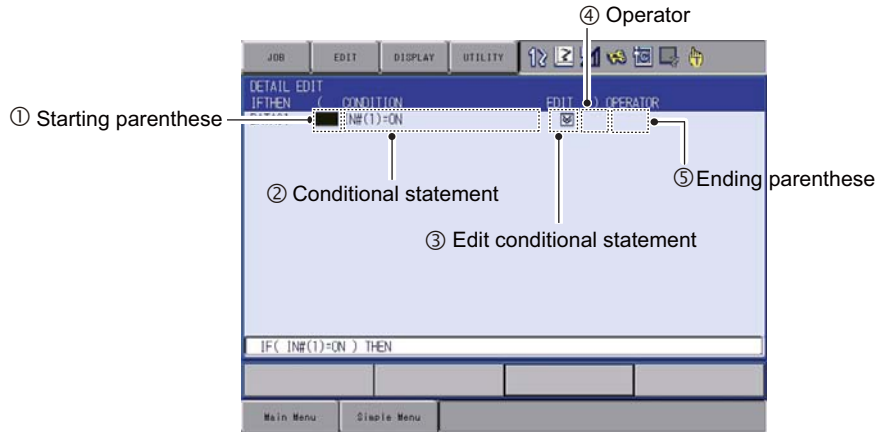 ④ Operator
JOB EDIT DISPLAY UTILITY
DETAIL EDIT
IFTHEN ( CONDITION EDIT ) OPERATOR
① Starting parenthese
IN#(1)=ON
② Conditional statement
⑤Ending parenthese
③ Edit conditional statement
IF( IN#(1)=ON ) THEN
Main Menu Simple Menu